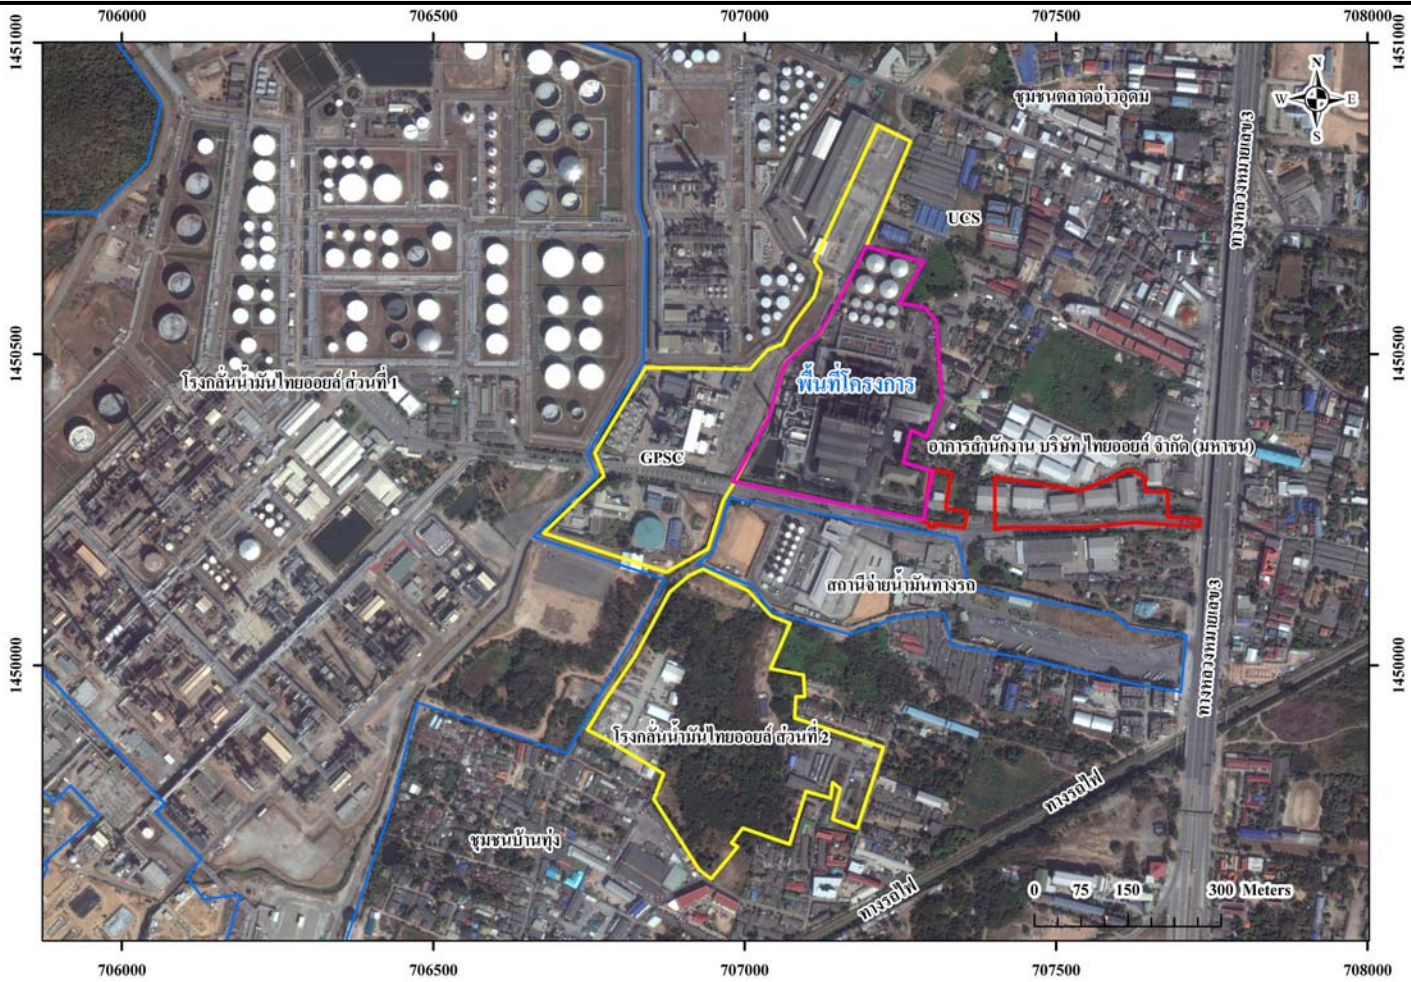 706000
706500
707000
707500
708000
1451000
1451000
N
W
E
S
ชุมชนตลาดอ่าวอุดม
ทางหลวงหมายเลข 3
UCS
1450500
1450500
โรงกลั่นน้ำมันไทยออยล์ ส่วนที่ 1
พื้นที่โครงการ
อาคารสำนักงาน บริษัท ไทยออยล์ จำกัด (มหาชน)
GPSC
สถานีจ่ายน้ำมันทางรถ
ทางหลวงหมายเลข 3
1450000
1450000
โรงกลั่นน้ำมันไทยออยล์ ส่วนที่ 2
ทางรถไฟ
ชุมชนบ้านทุ่ง
ทางรถไฟ
0 75 150 300 Meters
706000
706500
707000
707500
708000